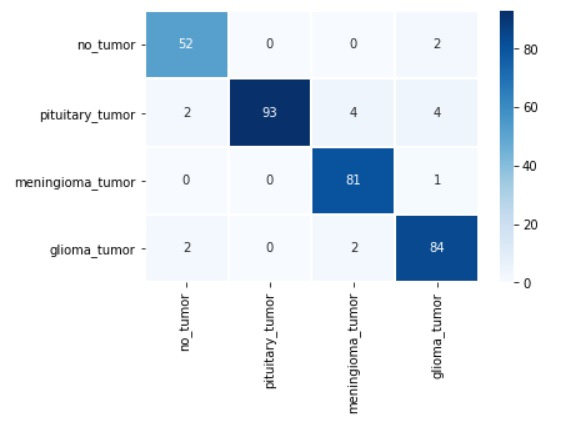 no_tumor 52 0 0 2
pituitary_tumor 2 93 4 4
meningioma_tumor 0 0 81 1
glioma_tumor 2 0 2 84
no_tumor
pituitary_tumor
meningioma_tumor
glioma_tumor
80
60
40
20
0